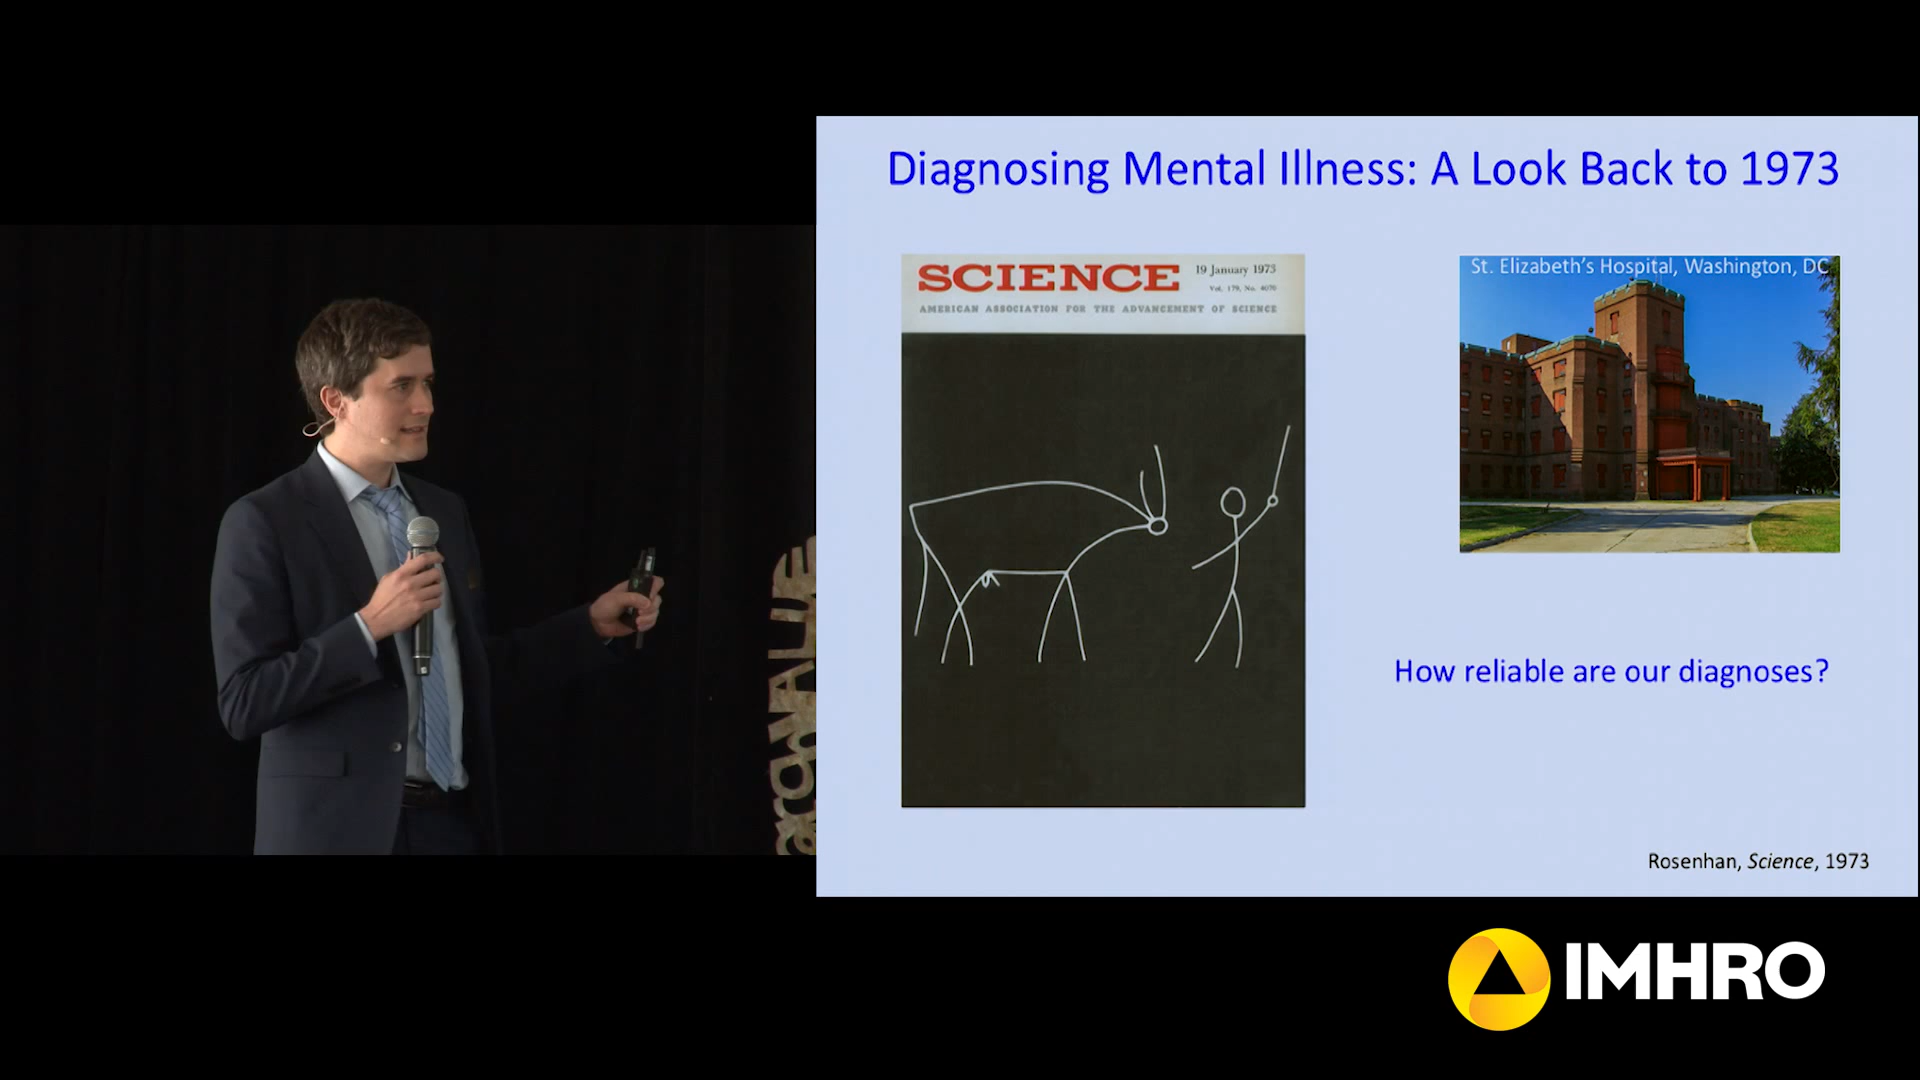 Diagnosing Mental Illness: A Look Back to 1973
SCIENCE
19 January 1973
Vol. 179, No. 4070
AMERICAN ASSOCIATION FOR THE ADVANCEMENT OF SCIENCE
St. Elizabeth's Hospital, Washington, DC
How reliable are our diagnoses?
Rosenhan, Science, 1973
IMHRO